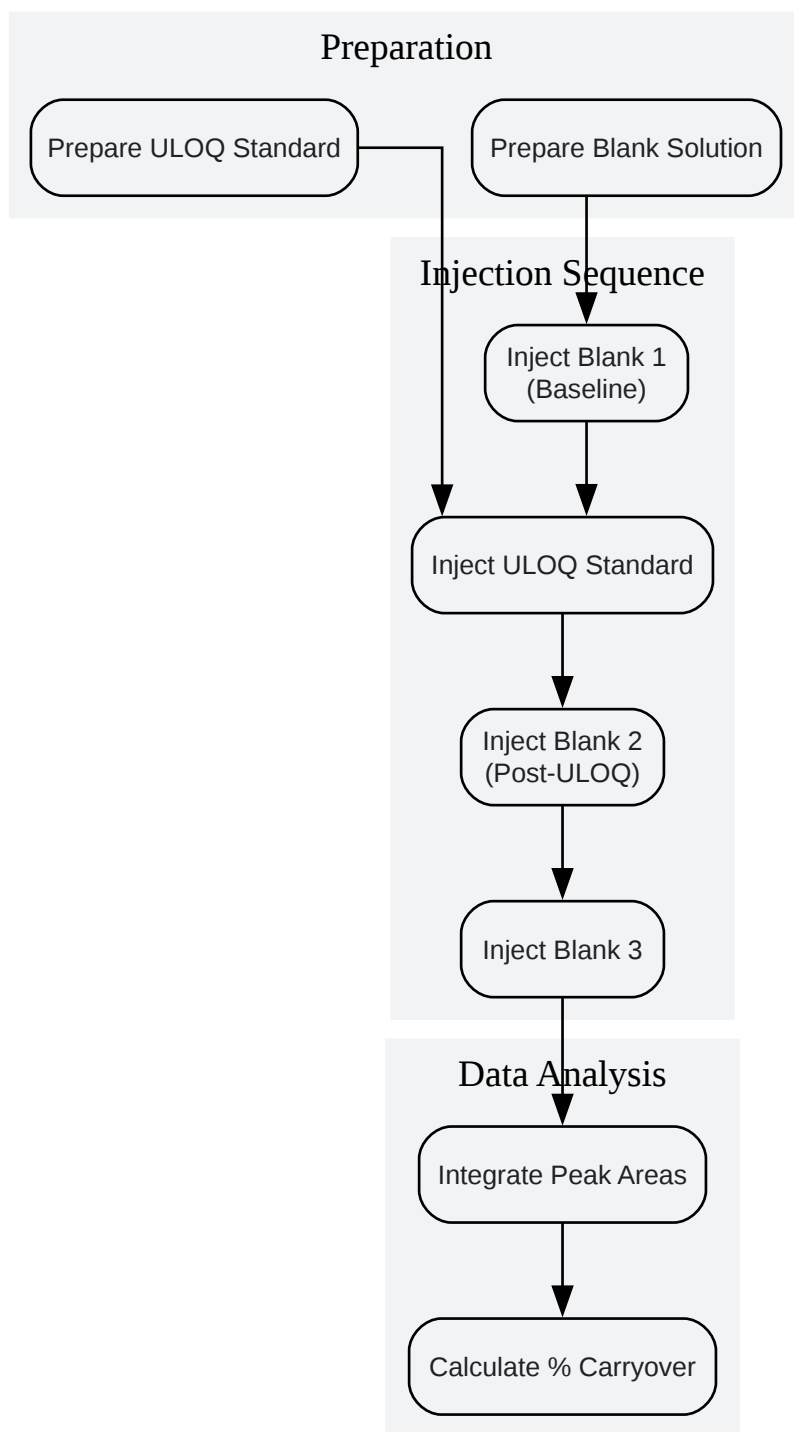 Preparation
Prepare ULOQ Standard
Prepare Blank Solution
Injection Sequence
Inject Blank 1
(Baseline)
Inject ULOQ Standard
Inject Blank 2
(Post-ULOQ)
Inject Blank 3
Data Analysis
Integrate Peak Areas
Calculate % Carryover